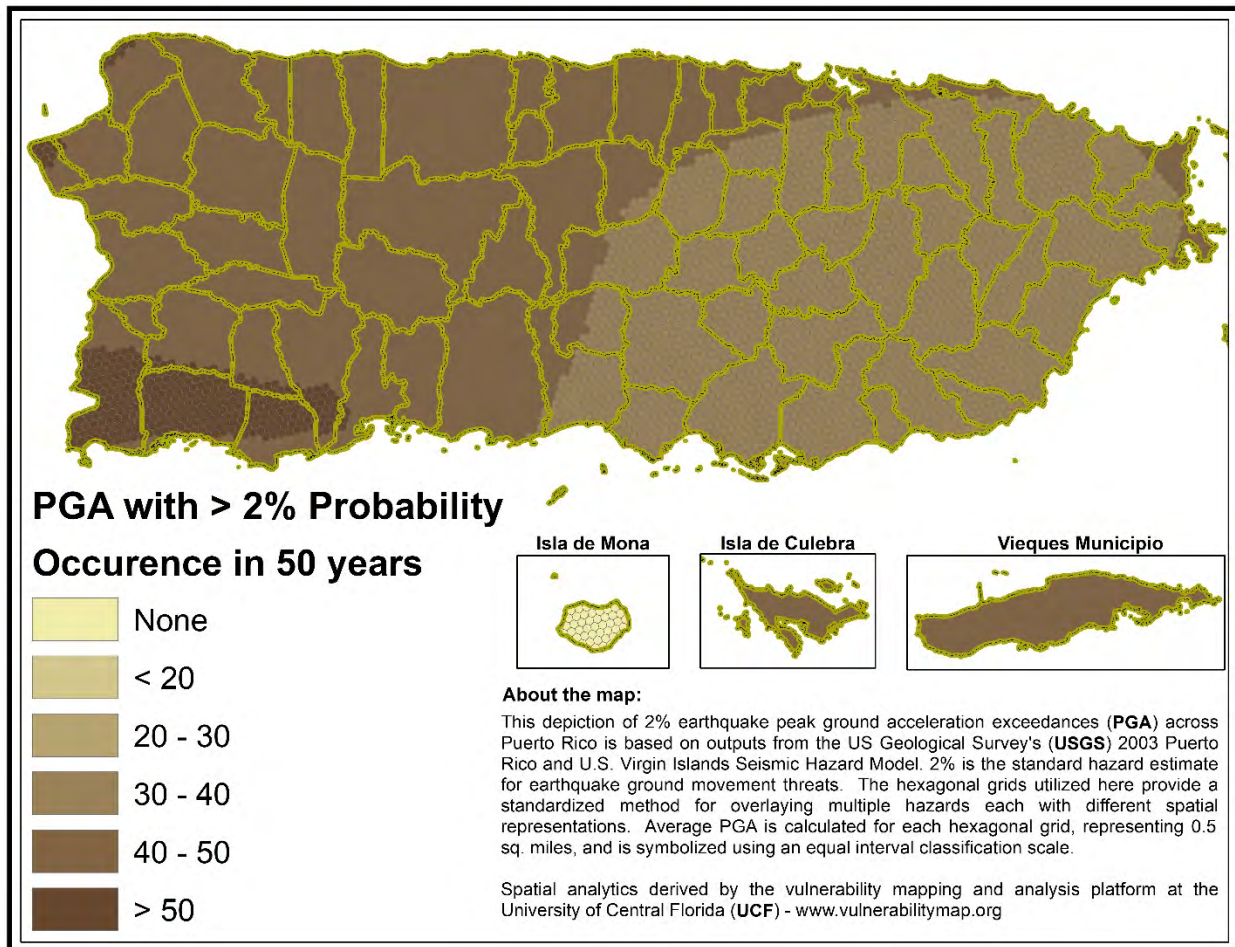 PGA with > 2% Probability
Occurence in 50 years
None
< 20
20 - 30
30 - 40
40 - 50
> 50
Isla de Mona
Isla de Culebra
Vieques Municipio
About the map:
This depiction of 2% earthquake peak ground acceleration exceedances (PGA) across
Puerto Rico is based on outputs from the US Geological Survey's (USGS) 2003 Puerto
Rico and U.S. Virgin Islands Seismic Hazard Model. 2% is the standard hazard estimate
for earthquake ground movement threats. The hexagonal grids utilized here provide a
standardized method for overlaying multiple hazards each with different spatial
representations. Average PGA is calculated for each hexagonal grid, representing 0.5
sq. miles, and is symbolized using an equal interval classification scale.
Spatial analytics derived by the vulnerability mapping and analysis platform at the
University of Central Florida (UCF) - www.vulnerabilitymap.org